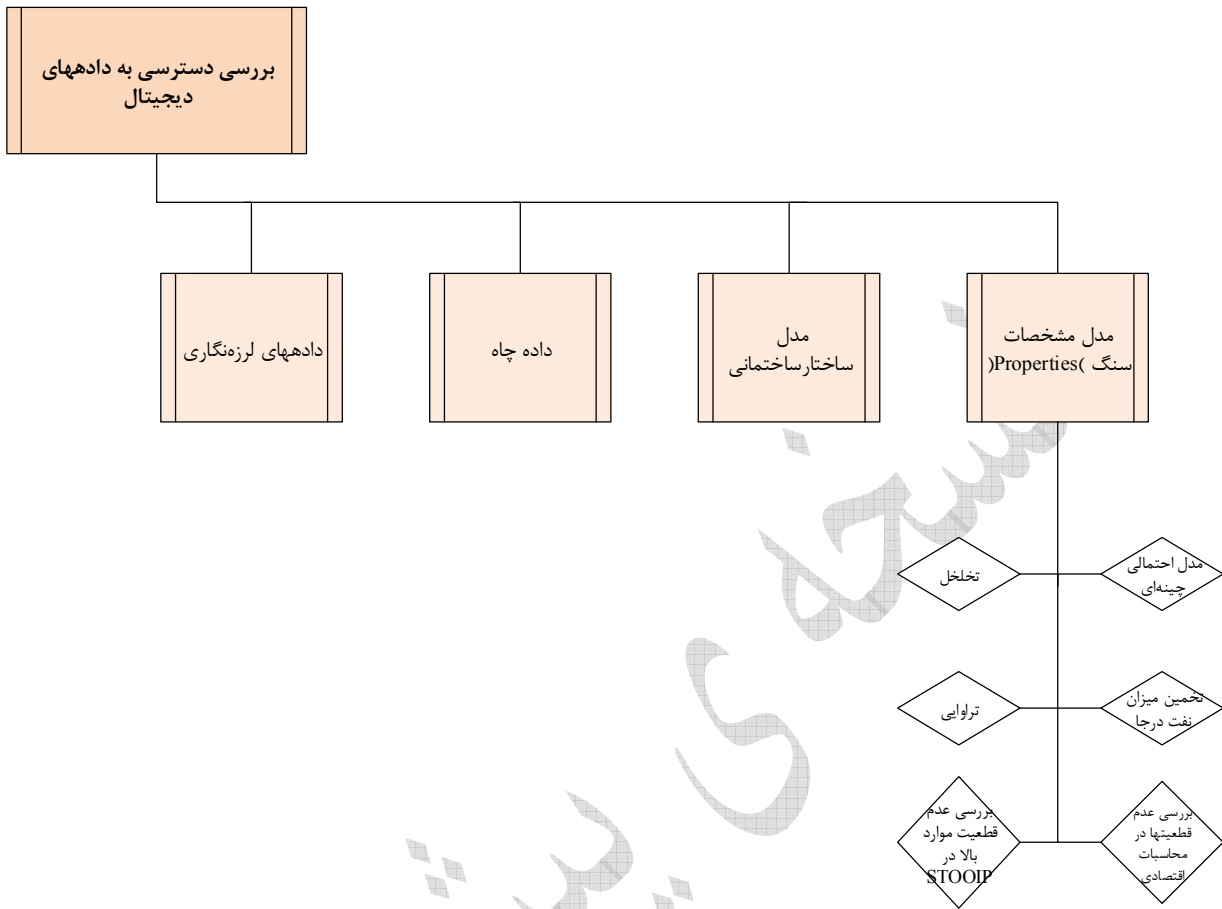 بررسی دسترسی به دادههای
دیجیتال
مدل مشخصات
سنگ )Properties(
مدل
ساختارساختمانی
داده چاه
دادههای لرزه‌نگاری
مدل احتمالی
چینه‌ای
تخلخل
تخمین میزان
نفت درجا
تراوایی
بررسی عدم
قطعیتها در
محاسبات
اقتصادی
بررسی عدم
قطعیت موارد
بالا در
STOOIP